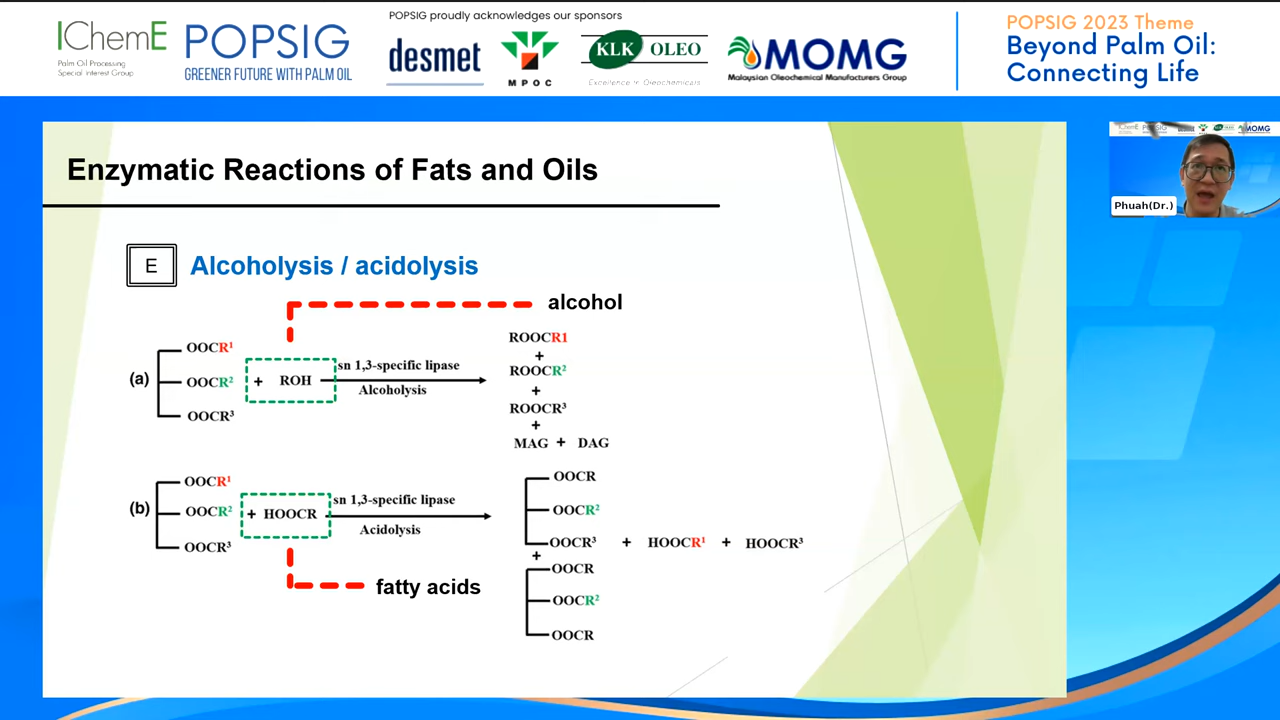 IChemE
Palm Oil Processing
Special Interest Group
POPSIG
GREENER FUTURE WITH PALM OIL
POPSIG proudly acknowledges our sponsors
desmet
MPOC
KLK OLEO
Excellence in Oleochemicals
MOMG
Malaysian Oleochemical Manufacturers Group
POPSIG 2023 Theme
Beyond Palm Oil:
Connecting Life
Phuah(Dr.)
Enzymatic Reactions of Fats and Oils
E
Alcoholysis / acidolysis
alcohol
(a)
OOCR¹
OOCR²
OOCR³
+ ROH
sn 1,3-specific lipase
Alcoholysis
ROOCR1
+
ROOCR²
+
ROOCR³
+
MAG + DAG
(b)
OOCR¹
OOCR²
OOCR³
+ HOOCR
sn 1,3-specific lipase
Acidolysis
OOCR
OOCR²
OOCR³ + HOOCR¹ + HOOCR³
+
OOCR
OOCR²
OOCR
fatty acids